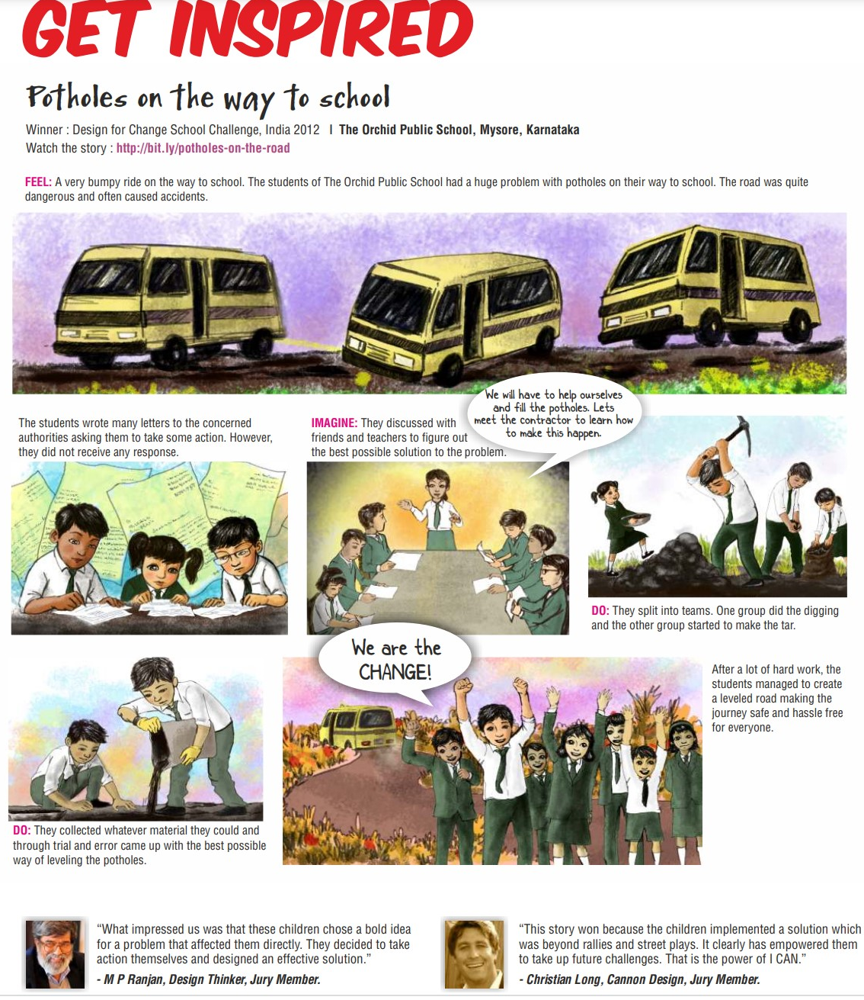 GET INSPIRED
Potholes on the way to school
Winner : Design for Change School Challenge, India 2012 | The Orchid Public School, Mysore, Karnataka
Watch the story : http://bit.ly/potholes-on-the-road
FEEL: A very bumpy ride on the way to school. The students of The Orchid Public School had a huge problem with potholes on their way to school. The road was quite
dangerous and often caused accidents.
The students wrote many letters to the concerned
authorities asking them to take some action. However,
they did not receive any response.
IMAGINE: They discussed with
friends and teachers to figure out
the best possible solution to the problem.
We will have to help ourselves
and fill the potholes. Lets
meet the contractor to learn how
to make this happen.
DO: They split into teams. One group did the digging
and the other group started to make the tar.
DO: They collected whatever material they could and
through trial and error came up with the best possible
way of leveling the potholes.
We are the
CHANGE!
After a lot of hard work, the
students managed to create
a leveled road making the
journey safe and hassle free
for everyone.
“What impressed us was that these children chose a bold idea
for a problem that affected them directly. They decided to take
action themselves and designed an effective solution.”
- M P Ranjan, Design Thinker, Jury Member.
“This story won because the children implemented a solution which
was beyond rallies and street plays. It clearly has empowered them
to take up future challenges. That is the power of I CAN.”
- Christian Long, Cannon Design, Jury Member.